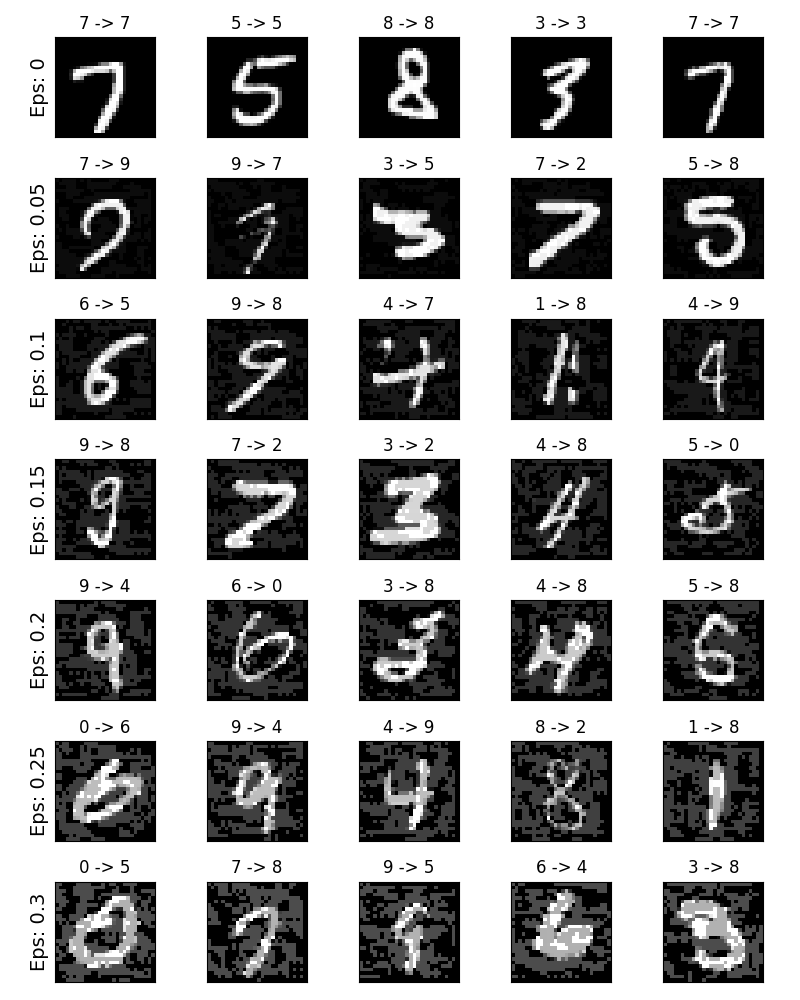 7 -> 7 5 -> 5 8 -> 8 3 -> 3 7 -> 7
Eps: 0
7 -> 9 9 -> 7 3 -> 5 7 -> 2 5 -> 8
Eps: 0.05
6 -> 5 9 -> 8 4 -> 7 1 -> 8 4 -> 9
Eps: 0.1
9 -> 8 7 -> 2 3 -> 2 4 -> 8 5 -> 0
Eps: 0.15
9 -> 4 6 -> 0 3 -> 8 4 -> 8 5 -> 8
Eps: 0.2
0 -> 6 9 -> 4 4 -> 9 8 -> 2 1 -> 8
Eps: 0.25
0 -> 5 7 -> 8 9 -> 5 6 -> 4 3 -> 8
Eps: 0.3